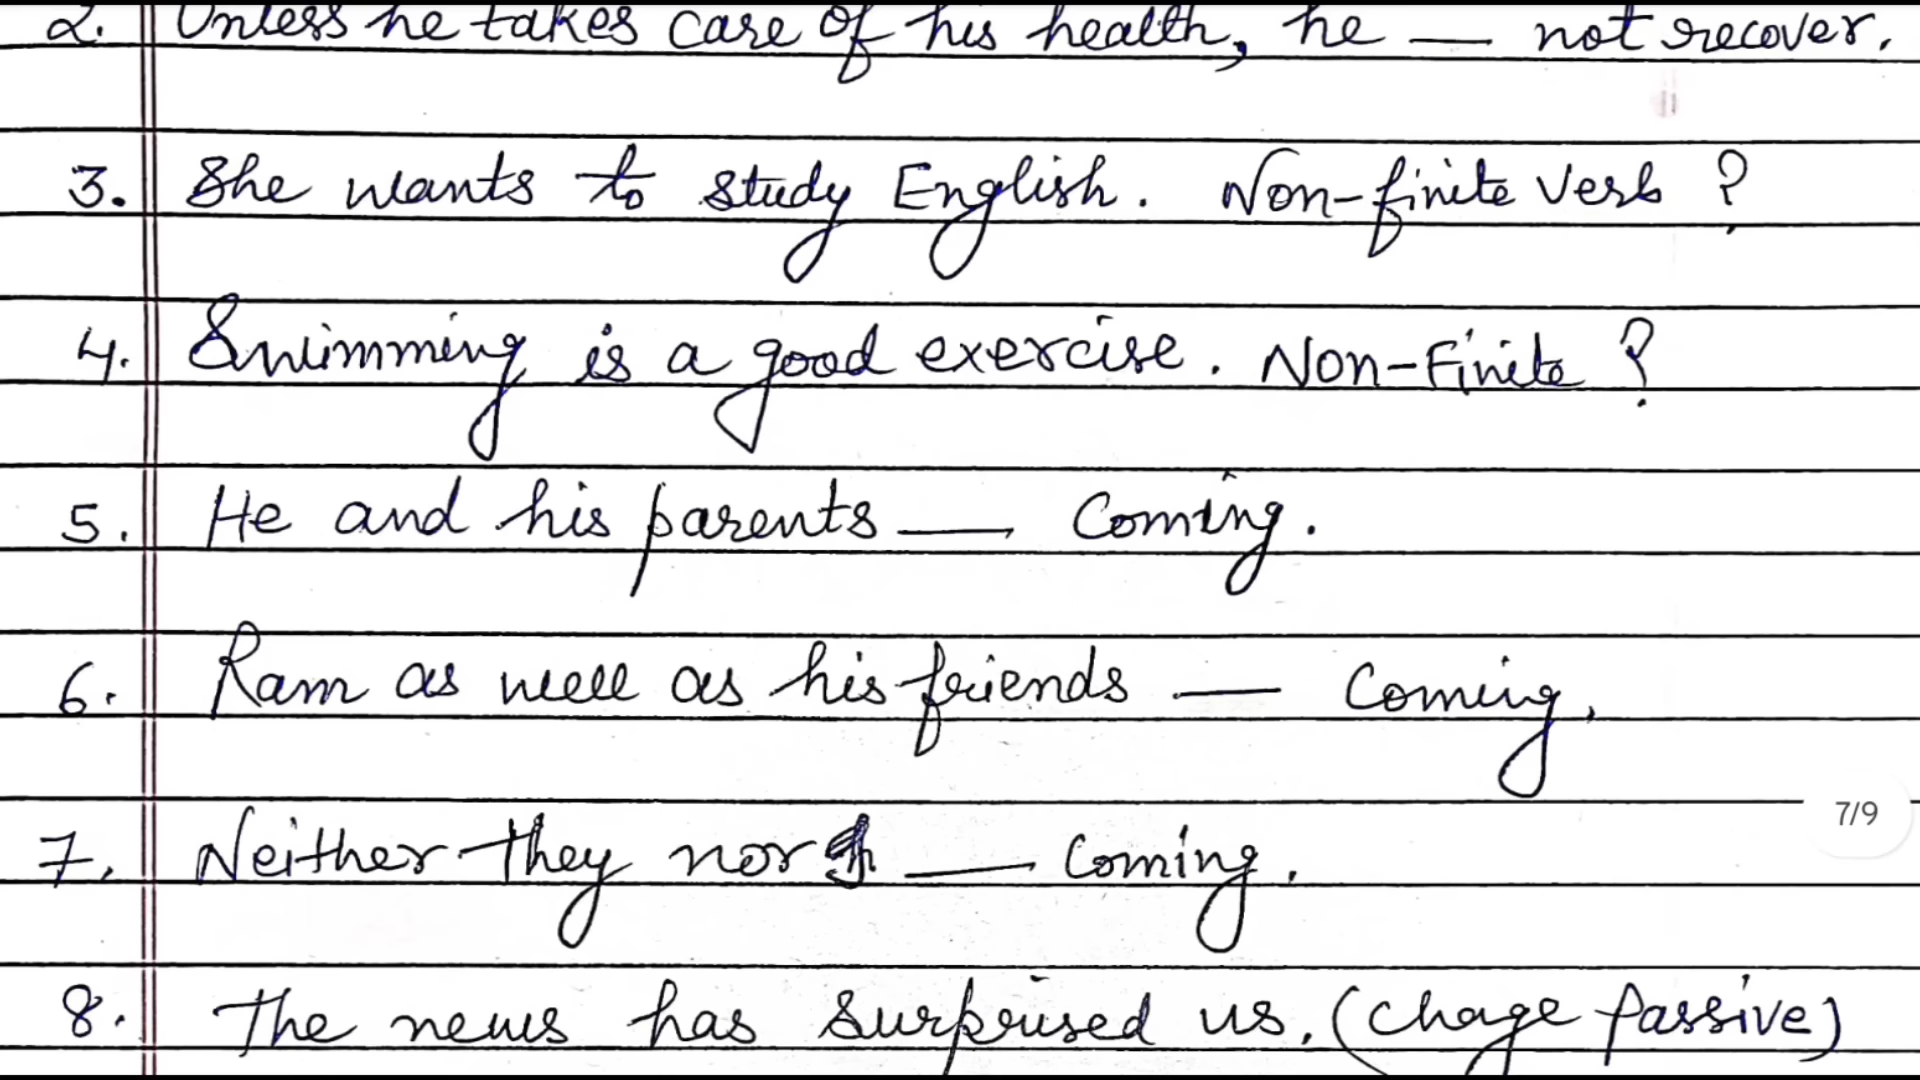 2. Unless he takes care of his health, he — not recover.
3. She wants to study English. Non-finite Verb ?
4. Swimming is a good exercise. Non-Finite ?
5. He and his parents — Coming.
6. Ram as well as his friends — Coming.
7. Neither they nor — Coming.
7/9
8. The news has surprised us. (Chage Passive)